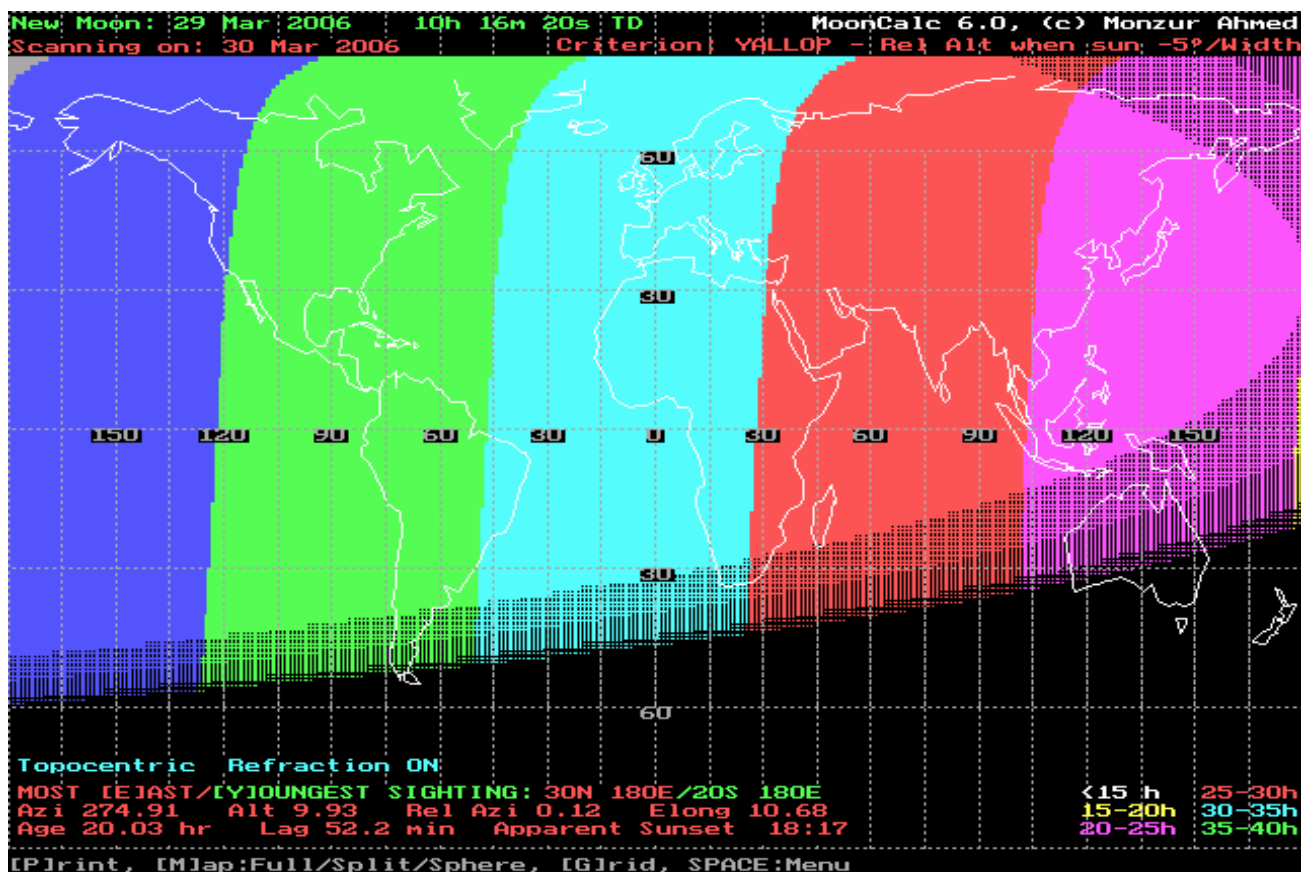 New Moon: 29 Mar 2006 10h 16m 20s TD MoonCalc 6.0, (c) Monzur Ahmed
Scanning on: 30 Mar 2006 Criterion: YALLOP - Rel Alt when sun -5º/Width
60
30
150 120 90 60 30 0 30 60 90 120 150
30
60
Topocentric Refraction ON
MOST [E]AST/[Y]OUNGEST SIGHTING: 30N 180E/20S 180E <15 h 25-30h
Azi 274.91 Alt 9.93 Rel Azi 0.12 Elong 10.68 15-20h 30-35h
Age 20.03 hr Lag 52.2 min Apparent Sunset 18:17 20-25h 35-40h
[P]rint, [M]ap:Full/Split/Sphere, [G]rid, SPACE:Menu